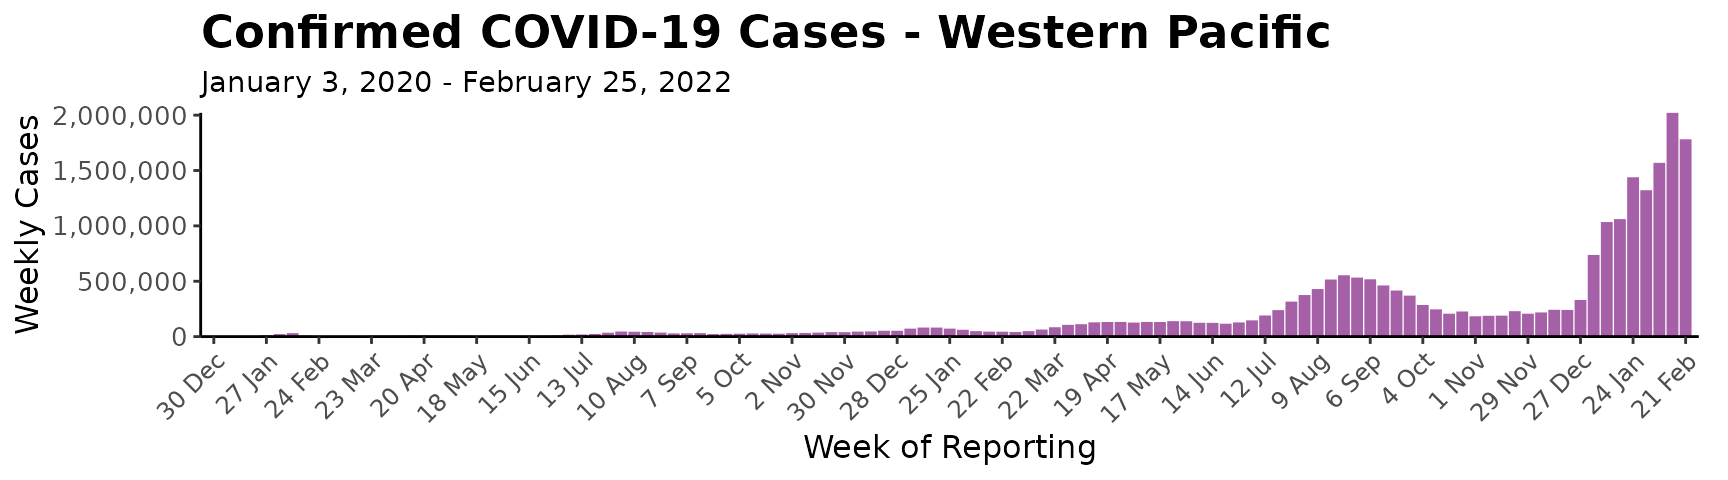 Confirmed COVID-19 Cases - Western Pacific
January 3, 2020 - February 25, 2022
Weekly Cases
2,000,000
1,500,000
1,000,000
500,000
0
30 Dec
27 Jan
24 Feb
23 Mar
20 Apr
18 May
15 Jun
13 Jul
10 Aug
7 Sep
5 Oct
2 Nov
30 Nov
28 Dec
25 Jan
22 Feb
22 Mar
19 Apr
17 May
14 Jun
12 Jul
9 Aug
6 Sep
4 Oct
1 Nov
29 Nov
27 Dec
24 Jan
21 Feb
Week of Reporting